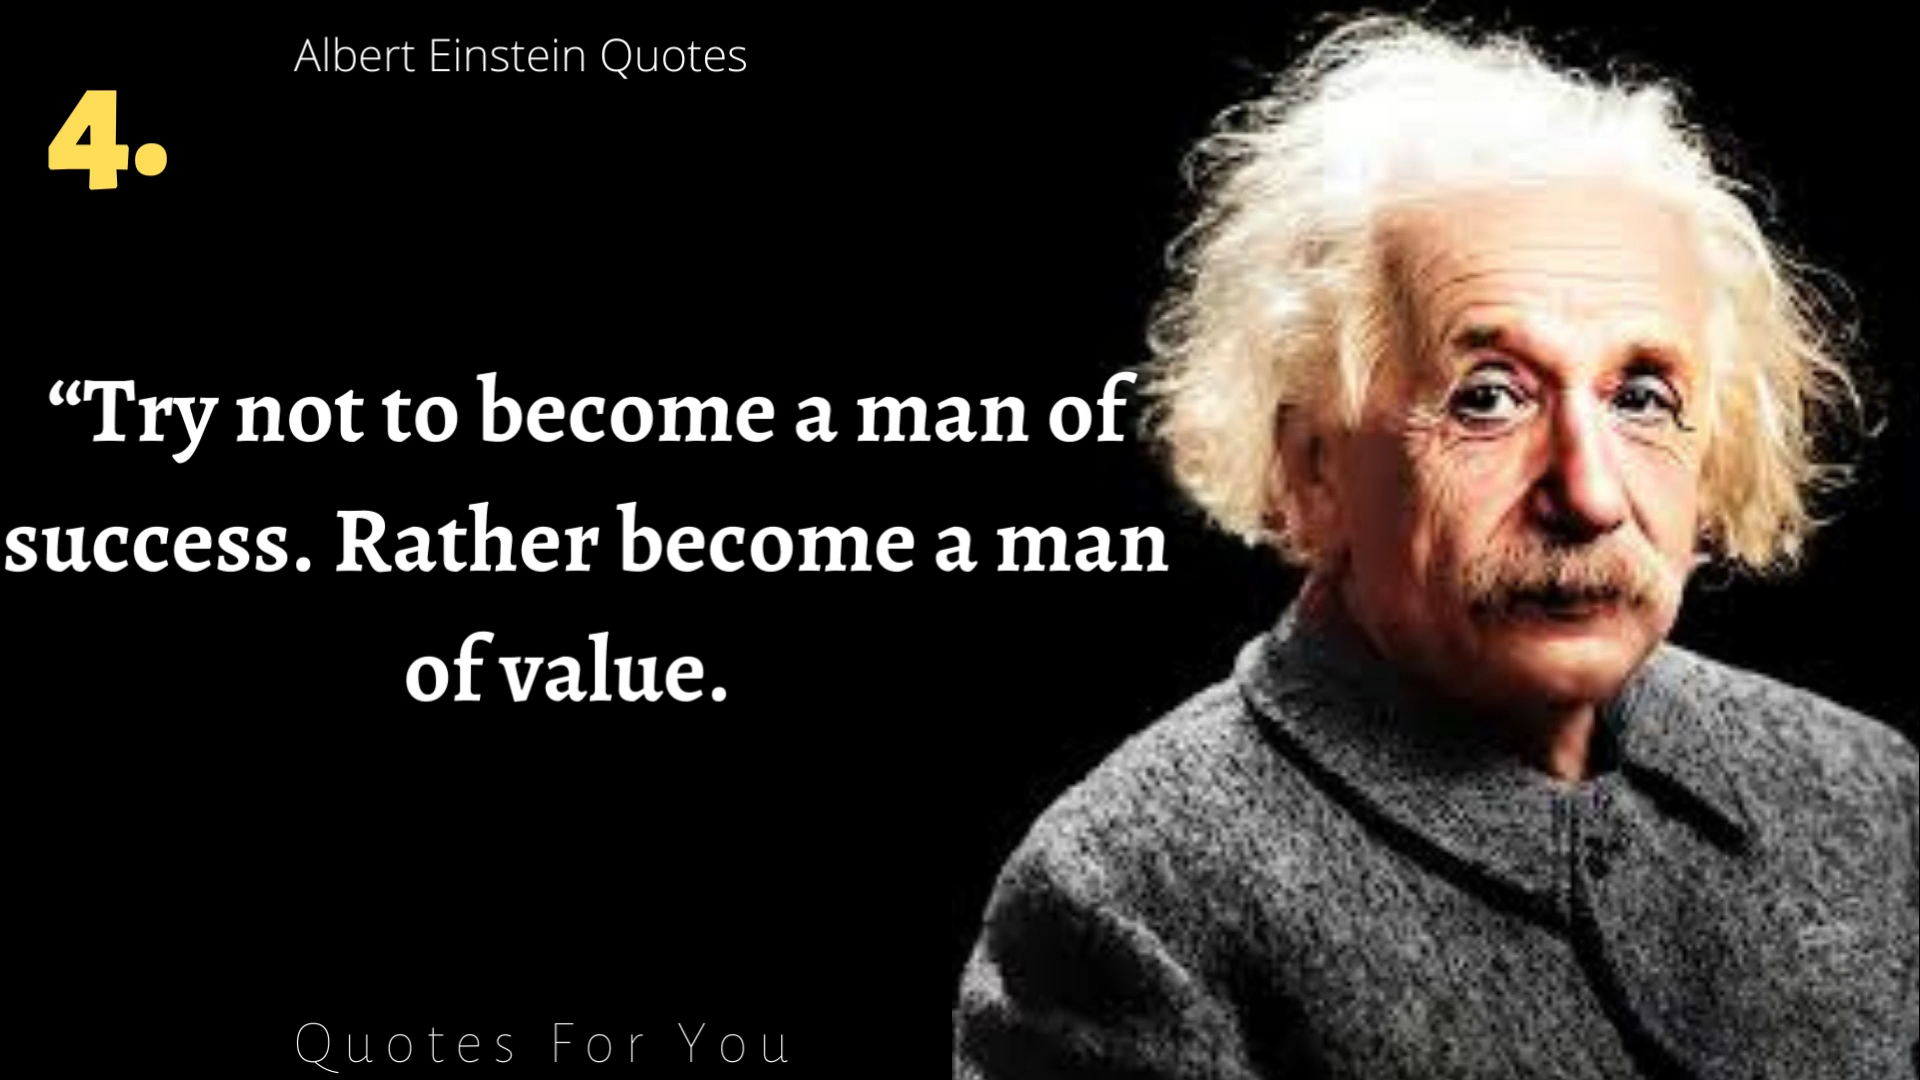 Albert Einstein Quotes
4.
“Try not to become a man of
success. Rather become a man
of value.
Quotes For You